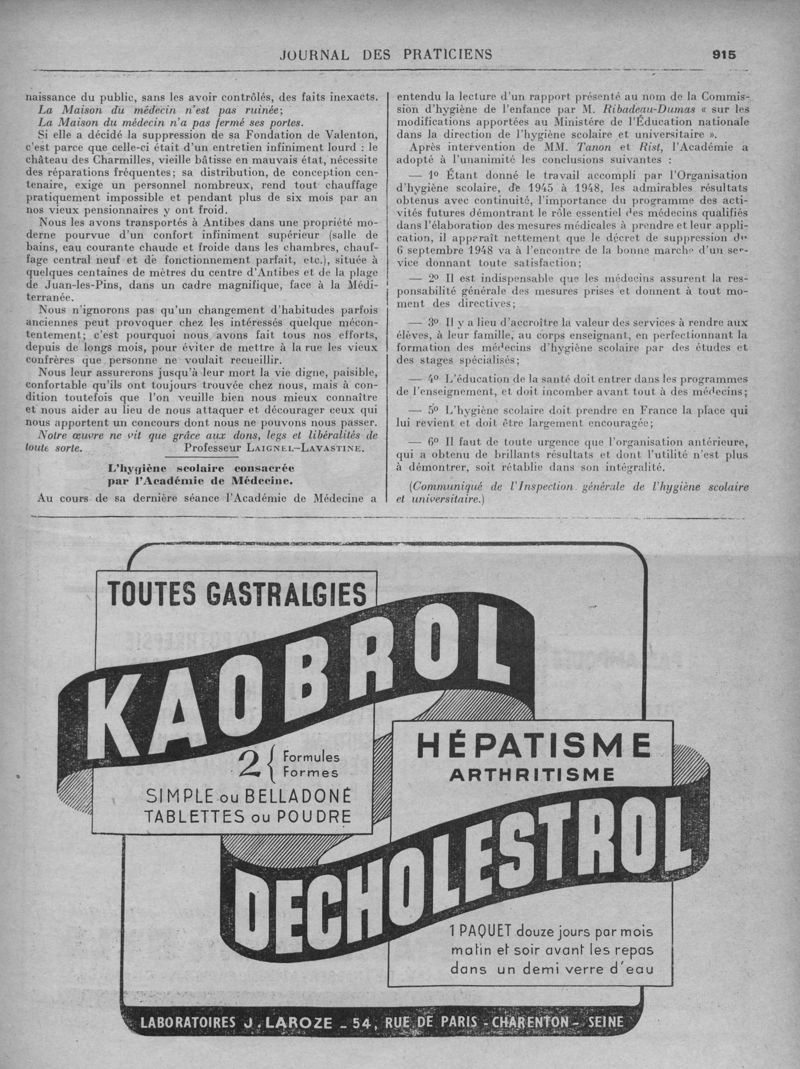 JOURNAL DES PRATICIENS
915
naissance du public, sans les avoir contrôlés, des faits inexacts.
La Maison du médecin n'est pas ruinée;
La Maison du médecin n'a pas fermé ses portes.
Si elle a décidé la suppression de sa Fondation de Valenton,
c'est parce que celle-ci était d'un entretien infiniment lourd : le
château des Charmilles, vieille bâtisse en mauvais état, nécessite
des réparations fréquentes; sa distribution, de conception cen-
tenaire, exige un personnel nombreux, rend tout chauffage
pratiquement impossible et pendant plus de six mois par an
nos vieux pensionnaires y ont froid.
Nous les avons transportés à Antibes dans une propriété mo-
derne pourvue d'un confort infiniment supérieur (salle de
bains, eau courante chaude et froide dans les chambres, chauf-
fage central neuf et de fonctionnement parfait, etc.), située à
quelques centaines de mètres du centre d'Antibes et de la plage
de Juan-les-Pins, dans un cadre magnifique, face à la Médi-
terranée.
Nous n'ignorons pas qu'un changement d'habitudes parfois
anciennes peut provoquer chez les intéressés quelque mécon-
tentement; c'est pourquoi nous avons fait tous nos efforts,
depuis de longs mois, pour éviter de mettre à la rue les vieux
confrères que personne ne voulait recueillir.
Nous leur assurerons jusqu'à leur mort la vie digne, paisible,
confortable qu'ils ont toujours trouvée chez nous, mais à con-
dition toutefois que l'on veuille bien nous mieux connaître
et nous aider au lieu de nous attaquer et décourager ceux qui
nous apportent un concours dont nous ne pouvons nous passer.
Notre œuvre ne vit que grâce aux dons, legs et libéralités de
toute sorte. Professeur LAIGNEL-LAVASTINE.
L'hygiène scolaire consacrée
par l'Académie de Médecine.
Au cours de sa dernière séance l'Académie de Médecine a
entendu la lecture d'un rapport présenté au nom de la Commis-
sion d'hygiène de l'enfance par M. Ribadeau-Dumas « sur les
modifications apportées au Ministère de l'Éducation nationale
dans la direction de l'hygiène scolaire et universitaire ».
Après intervention de MM. Tanon et Rist, l'Académie a
adopté à l'unanimité les conclusions suivantes :
— 1º Étant donné le travail accompli par l'Organisation
d'hygiène scolaire, de 1945 à 1948, les admirables résultats
obtenus avec continuité, l'importance du programme des acti-
vités futures démontrant le rôle essentiel des médecins qualifiés
dans l'élaboration des mesures médicales à prendre et leur appli-
cation, il apparaît nettement que le décret de suppression du
6 septembre 1948 va à l'encontre de la bonne marche d'un ser-
vice donnant toute satisfaction;
— 2º Il est indispensable que les médecins assurent la res-
ponsabilité générale des mesures prises et donnent à tout mo-
ment des directives;
— 3º Il y a lieu d'accroître la valeur des services à rendre aux
élèves, à leur famille, au corps enseignant, en perfectionnant la
formation des médecins d'hygiène scolaire par des études et
des stages spécialisés;
— 4º L'éducation de la santé doit entrer dans les programmes
de l'enseignement, et doit incomber avant tout à des médecins;
— 5º L'hygiène scolaire doit prendre en France la place qui
lui revient et doit être largement encouragée;
— 6º Il faut de toute urgence que l'organisation antérieure,
qui a obtenu de brillants résultats et dont l'utilité n'est plus
à démontrer, soit rétablie dans son intégralité.
(Communiqué de l'Inspection générale de l'hygiène scolaire
et universitaire.)
TOUTES GASTRALGIES
KAOBROL
2 { Formules
Formes
SIMPLE ou BELLADONÉ
TABLETTES ou POUDRE
HÉPATISME
ARTHRITISME
DECHOLESTROL
1 PAQUET douze jours par mois
matin et soir avant les repas
dans un demi verre d'eau
LABORATOIRES J. LAROZE - 54, RUE DE PARIS - CHARENTON - SEINE